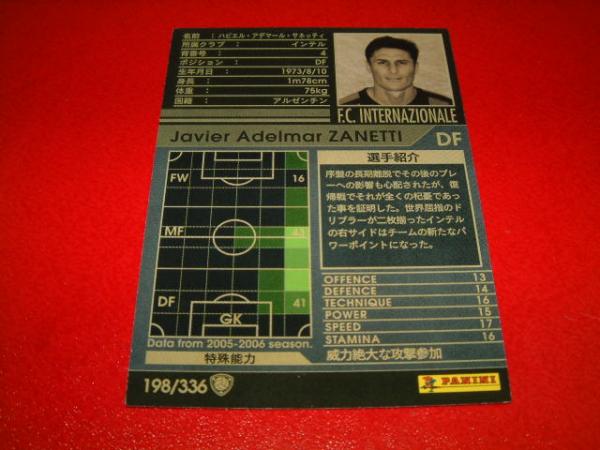 名前 : ハビエル・アデマール・サネッティ
所属クラブ : インテル
背番号 : 4
ポジション : DF
生年月日 : 1973/8/10
身長 : 1m78cm
体重 : 75kg
国籍 : アルゼンチン
F.C. INTERNAZIONALE
Javier Adelmar ZANETTI
DF
FW 16
MF 43
DF 41
GK
Data from 2005-2006 season.
特殊能力
選手紹介
序盤の長期離脱でその後のプレ
ーへの影響も心配されたが、復
帰戦でそれが全くの杞憂であっ
た事を証明した。世界屈指のド
リブラーが二枚揃ったインテル
の右サイドはチームの新たなパ
ワーポイントになった。
OFFENCE 13
DEFENCE 14
TECHNIQUE 16
POWER 15
SPEED 17
STAMINA 16
威力絶大な攻撃参加
198/336
PANINI